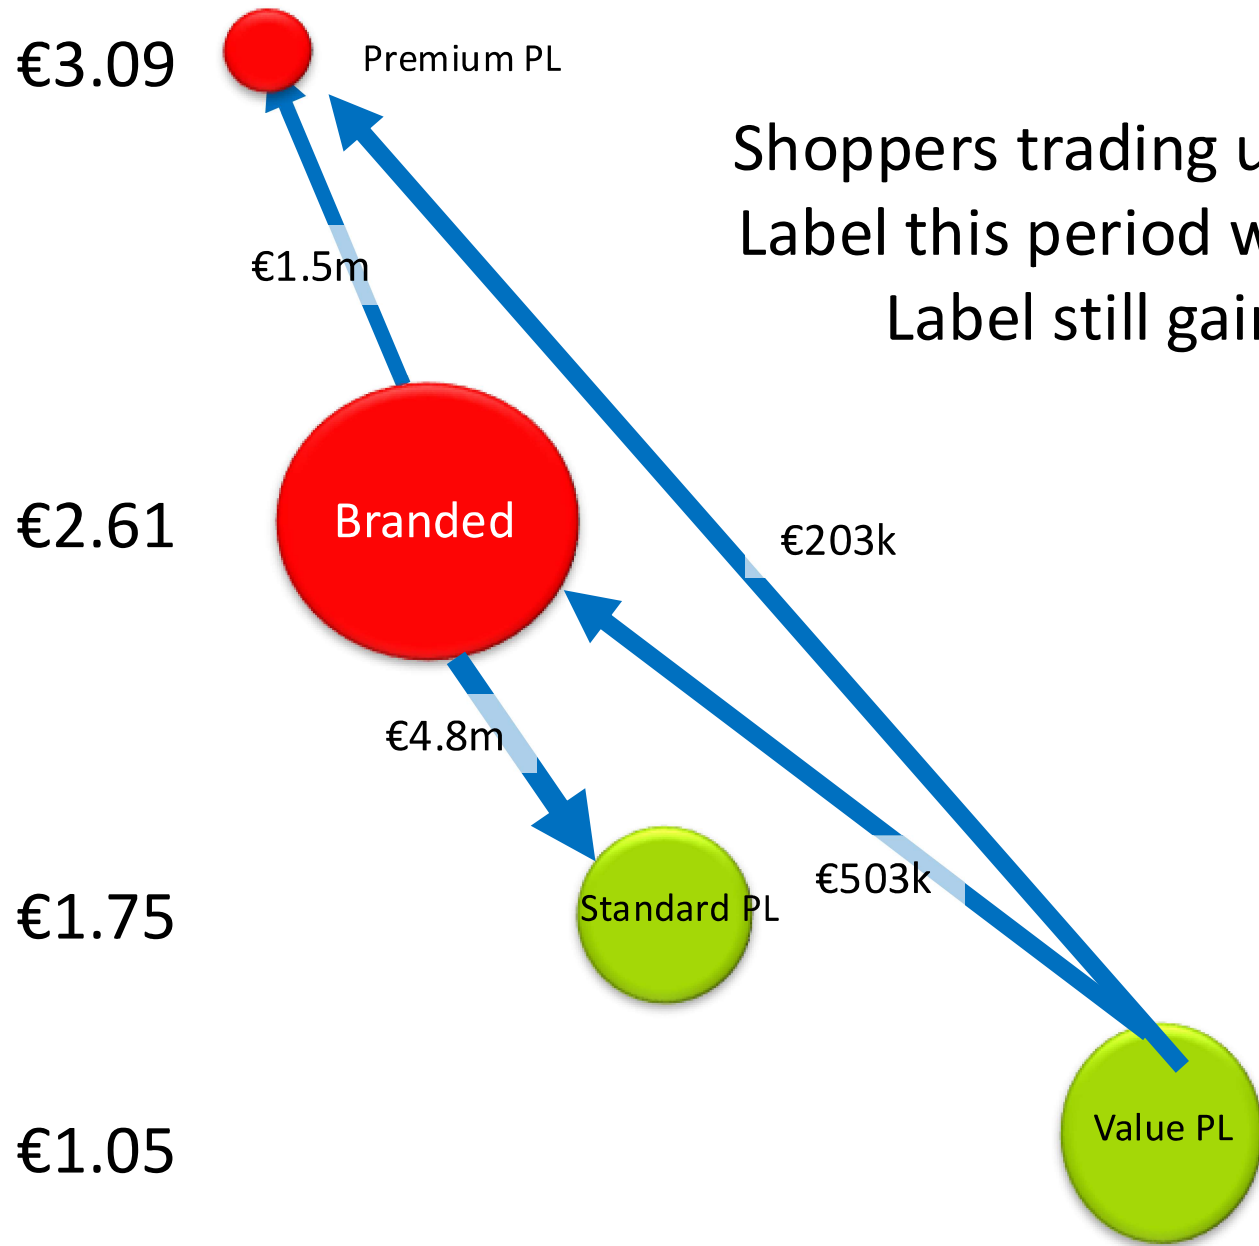 €3.09
Premium PL
Shoppers trading
Label this period
Label still
€1.5m
€2.61
Branded
€203k
€4.8m
€503k
€1.75
Standard PL
€1.05
Value PL